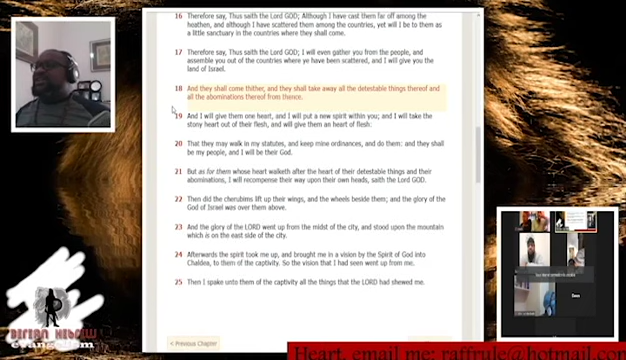 16 Therefore say, Thus saith the Lord GOD; Although I have cast them far off among the
heathen, and although I have scattered them among the countries, yet will I be to them as
a little sanctuary in the countries where they shall come.
17 Therefore say, Thus saith the Lord GOD; I will even gather you from the people, and
assemble you out of the countries where ye have been scattered, and I will give you the
land of Israel.
18 And they shall come thither, and they shall take away all the detestable things thereof and
all the abominations thereof from thence.
19 And I will give them one heart, and I will put a new spirit within you; and I will take the
stony heart out of their flesh, and will give them an heart of flesh:
20 That they may walk in my statutes, and keep mine ordinances, and do them: and they shall
be my people, and I will be their God.
21 But as for them whose heart walketh after the heart of their detestable things and their
abominations, I will recompense their way upon their own heads, saith the Lord GOD.
22 Then did the cherubims lift up their wings, and the wheels beside them; and the glory of the
God of Israel was over them above.
23 And the glory of the LORD went up from the midst of the city, and stood upon the mountain
which is on the east side of the city.
24 Afterwards the spirit took me up, and brought me in a vision by the Spirit of God into
Chaldea, to them of the captivity. So the vision that I had seen went up from me.
25 Then I spake unto them of the captivity all the things that the LORD had shewed me.
BEREAN HEBREW
< Previous Chapter
Heart, email me: raffrule@hotmail.com